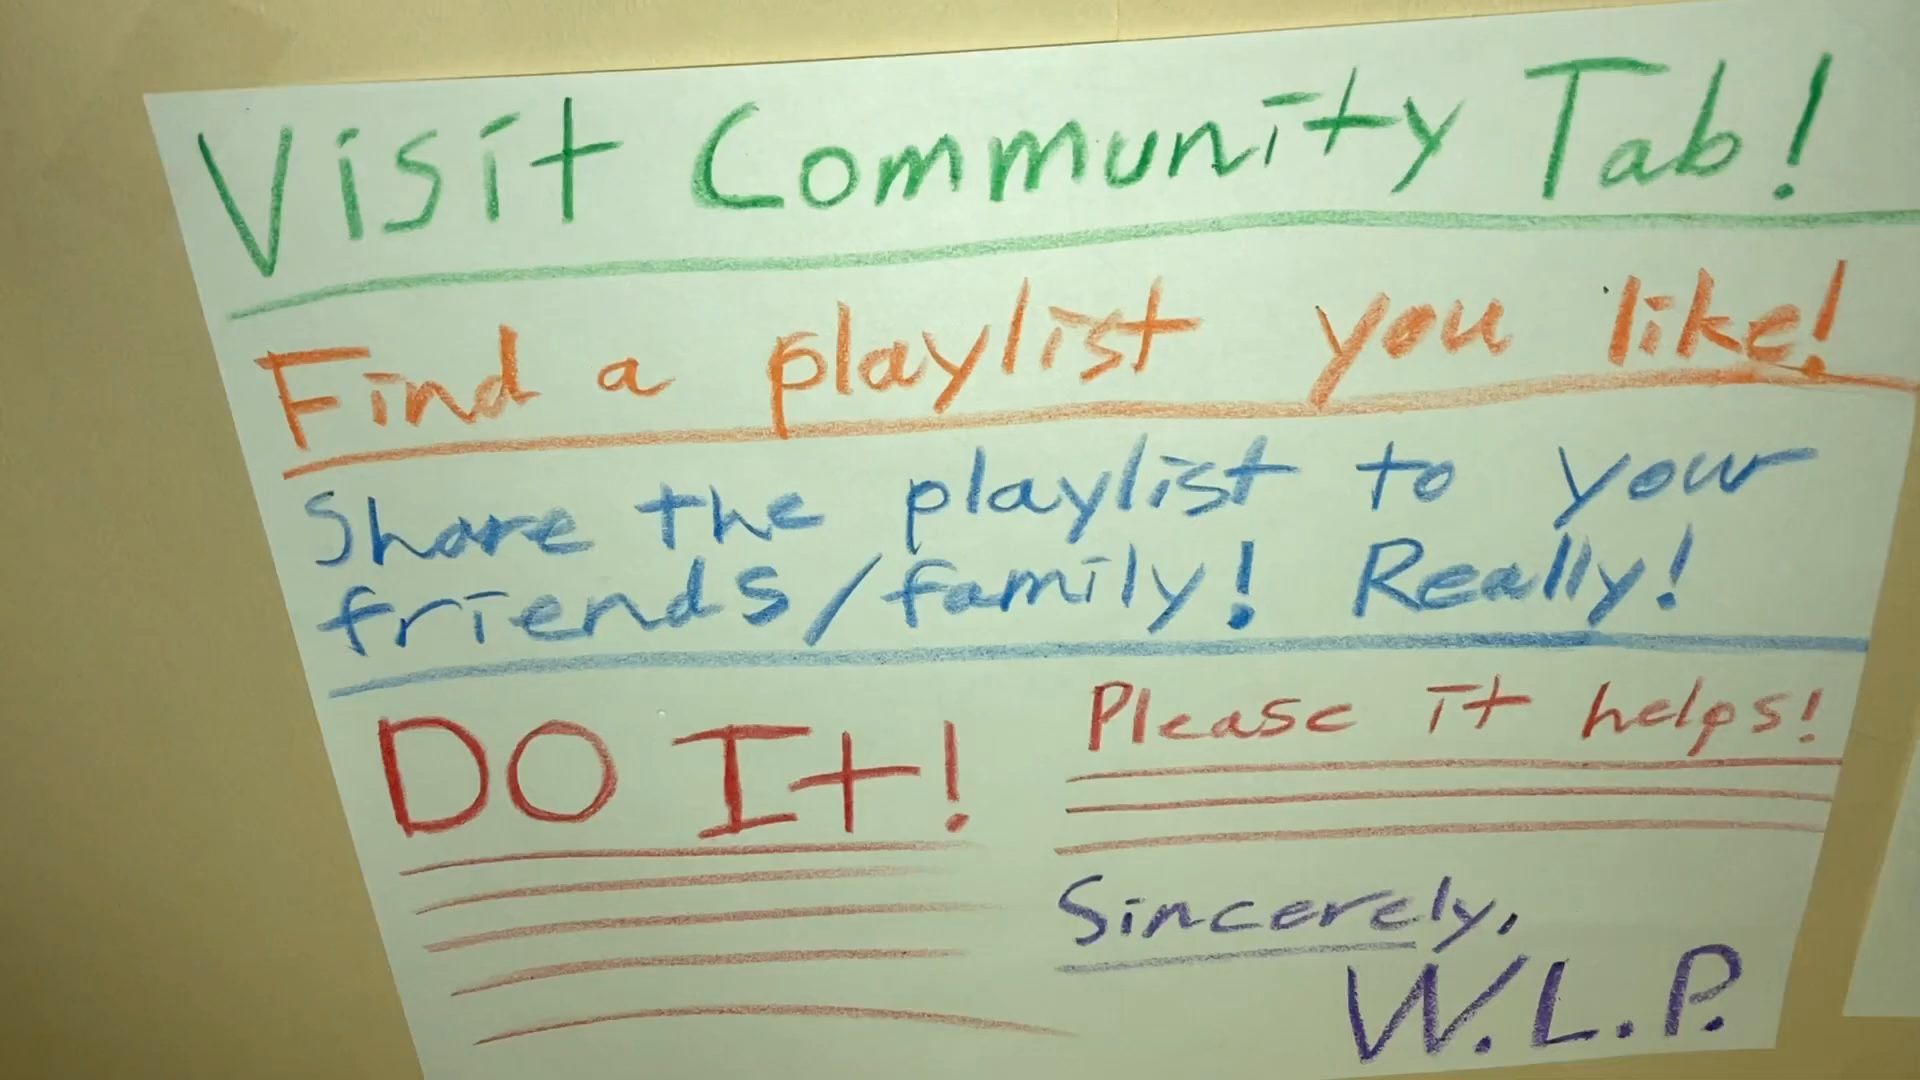 Visit Community Tab!
Find a playlist you like!
Share the playlist to your
friends/family! Really!
DO It!
Please it helps!
Sincerely,
W.L.P.